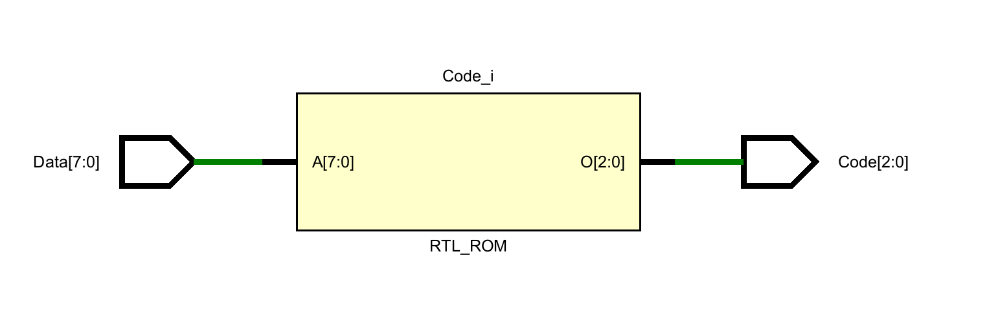 Code_i
Data[7:0]
A[7:0]
O[2:0]
Code[2:0]
RTL_ROM